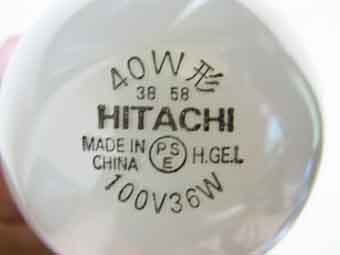 40W形
38 58
HITACHI
MADE IN CHINA PS E H.GE.L
100V36W